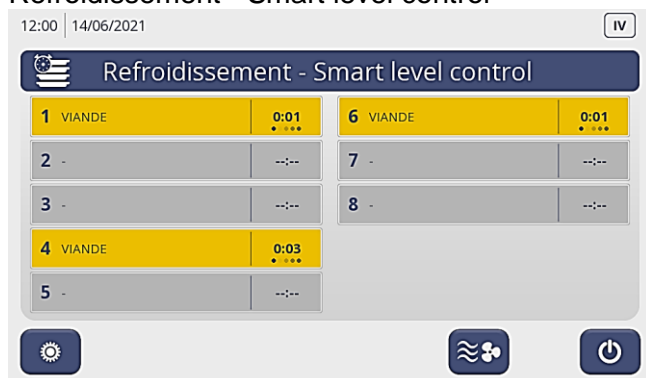 Refroidissement - Smart level control
12:00 14/06/2021 IV
Refroidissement - Smart level control
1 VIANDE 0:01
2 - --:--
3 - --:--
4 VIANDE 0:03
5 - --:--
6 VIANDE 0:01
7 - --:--
8 - --:--